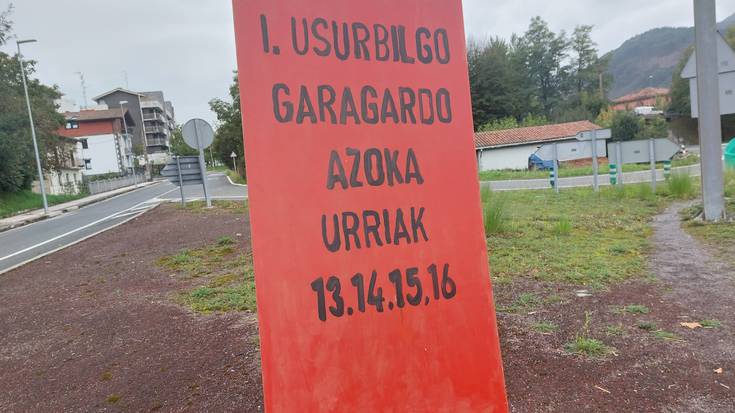 I. USURBILGO
GARAGARDO
AZOKA
URRIAK
13.14.15.16